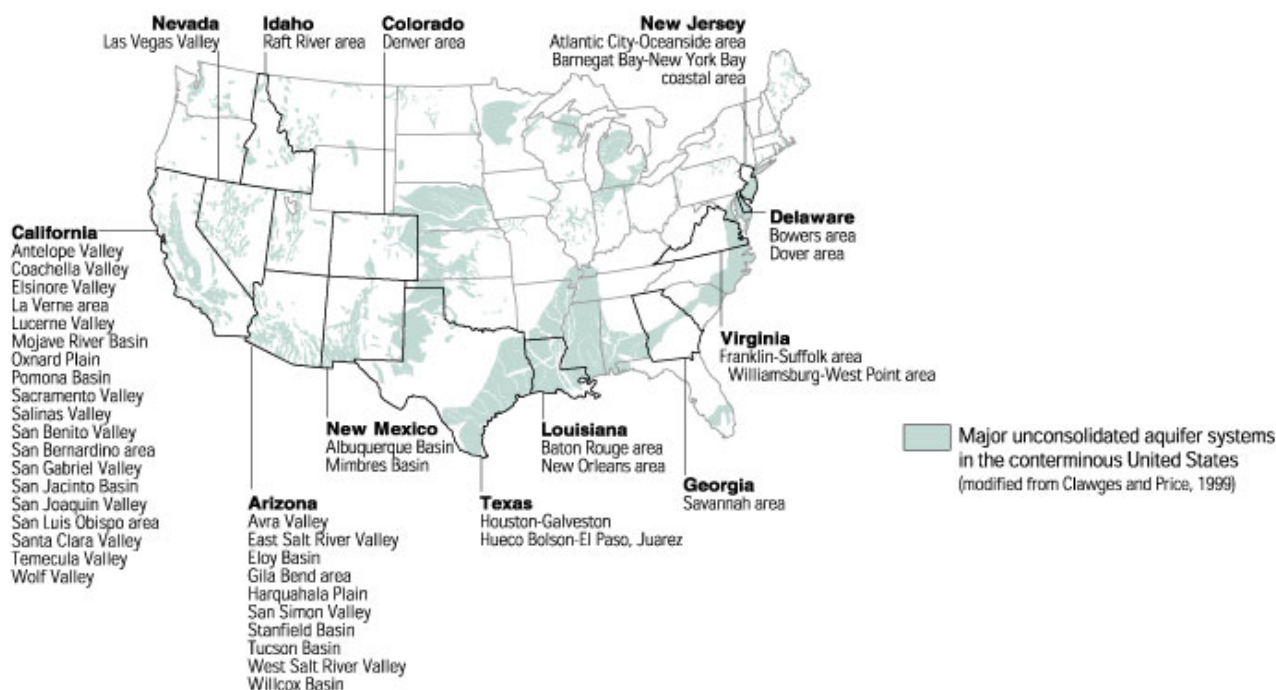 Nevada
Las Vegas Valley
Idaho
Raft River area
Colorado
Denver area
New Jersey
Atlantic City-Oceanside area
Barnegat Bay-New York Bay
coastal area
California
Antelope Valley
Coachella Valley
Elsinore Valley
La Verne area
Lucerne Valley
Mojave River Basin
Oxnard Plain
Pomona Basin
Sacramento Valley
Salinas Valley
San Benito Valley
San Bernardino area
San Gabriel Valley
San Jacinto Basin
San Joaquin Valley
San Luis Obispo area
Santa Clara Valley
Temecula Valley
Wolf Valley
Delaware
Bowers area
Dover area
Virginia
Franklin-Suffolk area
Williamsburg-West Point area
New Mexico
Albuquerque Basin
Mimbres Basin
Louisiana
Baton Rouge area
New Orleans area
Georgia
Savannah area
Arizona
Avra Valley
East Salt River Valley
Eloy Basin
Gila Bend area
Harquahala Plain
San Simon Valley
Stanfield Basin
Tucson Basin
West Salt River Valley
Willcox Basin
Texas
Houston-Galveston
Hueco Bolson-El Paso, Juarez
Major unconsolidated aquifer systems
in the conterminous United States
(modified from Clawges and Price, 1999)